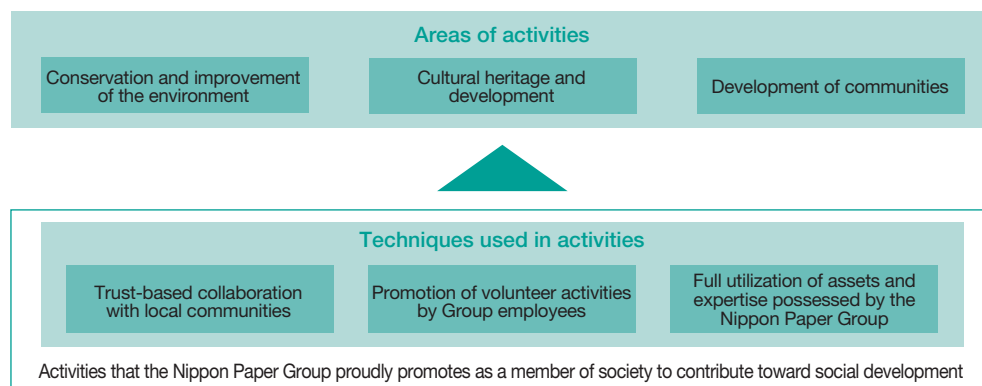 Areas of activities
Conservation and improvement
of the environment
Cultural heritage and
development
Development of communities
Techniques used in activities
Trust-based collaboration
with local communities
Promotion of volunteer activities
by Group employees
Full utilization of assets and
expertise possessed by the
Nippon Paper Group
Activities that the Nippon Paper Group proudly promotes as a member of society to contribute toward social development